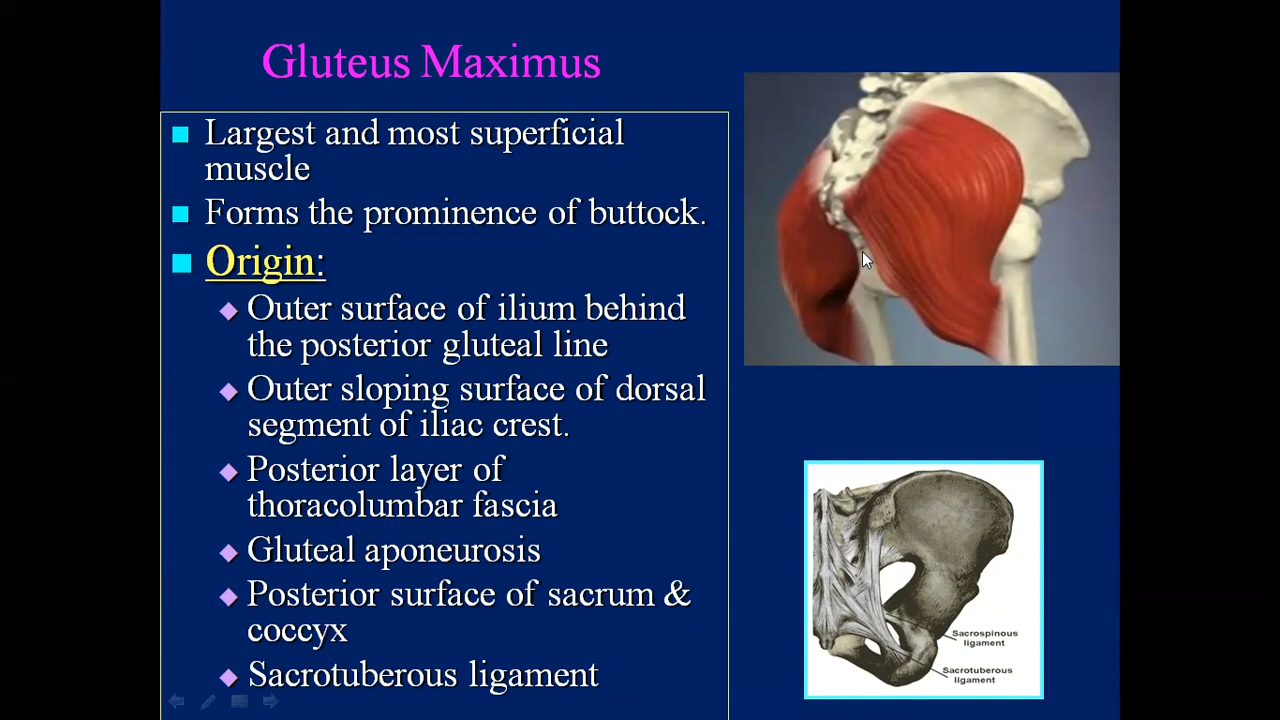 Gluteus Maximus
Largest and most superficial
muscle
Forms the prominence of buttock.
Origin:
Outer surface of ilium behind
the posterior gluteal line
Outer sloping surface of dorsal
segment of iliac crest.
Posterior layer of
thoracolumbar fascia
Gluteal aponeurosis
Posterior surface of sacrum &
coccyx
Sacrotuberous ligament
Sacrospinous
ligament
Sacrotuberous
ligament